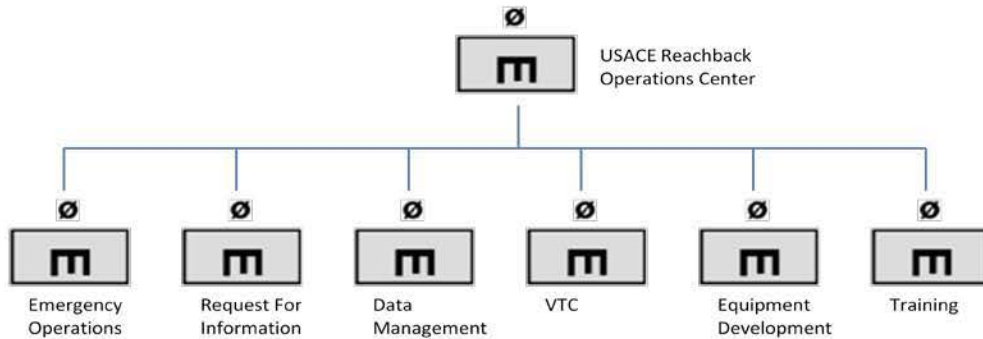 Ø
USACE Reachback
Operations Center
Ø Ø Ø Ø Ø Ø
Emergency
Operations
Request For
Information
Data
Management
VTC
Equipment
Development
Training